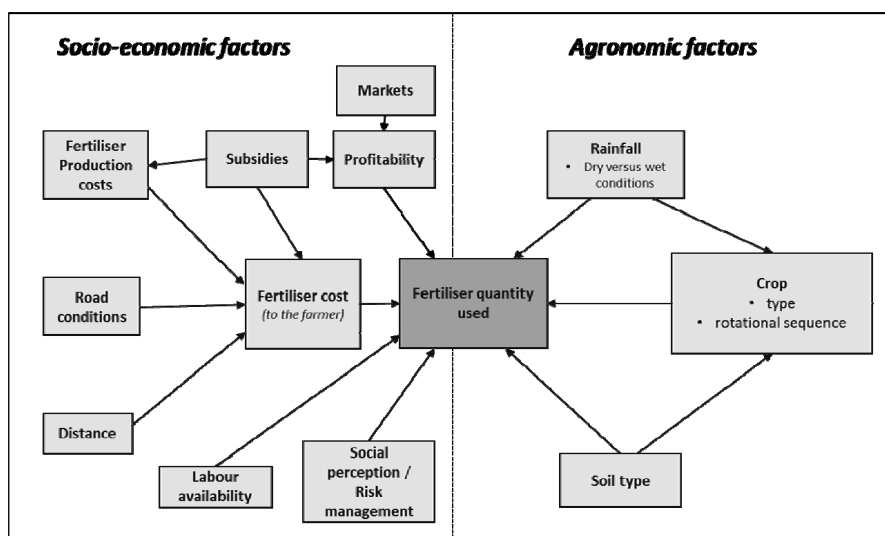 Socio-economic factors
Agronomic factors
Markets
Fertiliser
Production
costs
Subsidies
Profitability
Rainfall
• Dry versus wet
conditions
Road
conditions
Fertiliser cost
(to the farmer)
Fertiliser quantity
used
Crop
• type
• rotational sequence
Distance
Labour
availability
Social
perception /
Risk
management
Soil type